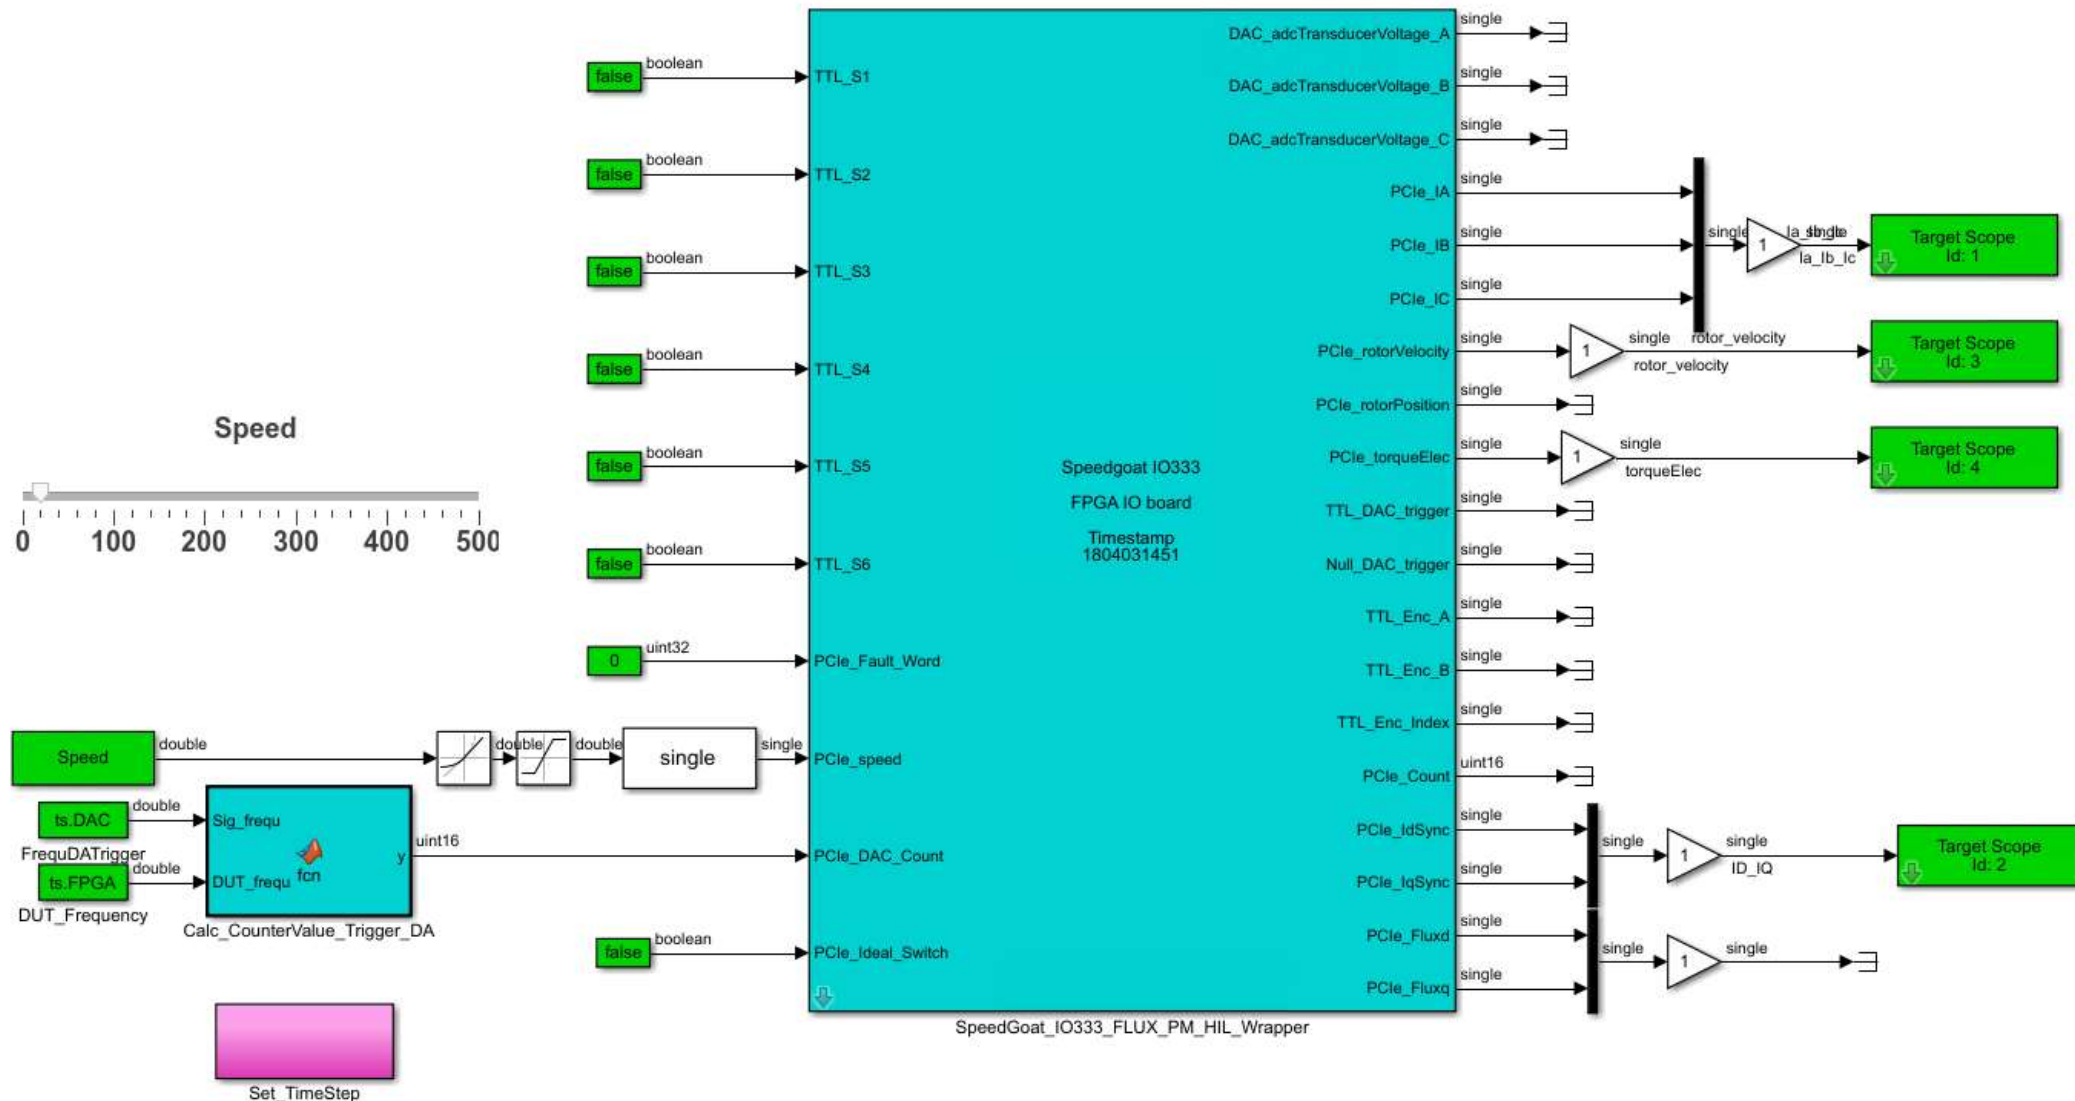 Speed
0 100 200 300 400 500
false
boolean
TTL_S1
false
boolean
TTL_S2
false
boolean
TTL_S3
false
boolean
TTL_S4
false
boolean
TTL_S5
false
boolean
TTL_S6
0
uint32
PCIe_Fault_Word
Speed
double
double
double
single
single
PCIe_speed
ts.DAC
double
FrequDATrigger
ts.FPGA
double
DUT_Frequency
Sig_frequ
DUT_frequ
fcn
y
uint16
Calc_CounterValue_Trigger_DA
PCIe_DAC_Count
false
boolean
PCIe_Ideal_Switch
Set_TimeStep
Speedgoat IO333
FPGA IO board
Timestamp
1804031451
SpeedGoat_IO333_FLUX_PM_HIL_Wrapper
DAC_adcTransducerVoltage_A
single
DAC_adcTransducerVoltage_B
single
DAC_adcTransducerVoltage_C
single
PCIe_IA
single
PCIe_IB
single
PCIe_IC
single
single
1
Ia_Ib_Ic
Target Scope
Id: 1
PCIe_rotorVelocity
single
1
single
rotor_velocity
rotor_velocity
Target Scope
Id: 3
PCIe_rotorPosition
single
PCIe_torqueElec
single
1
single
torqueElec
Target Scope
Id: 4
TTL_DAC_trigger
single
Null_DAC_trigger
single
TTL_Enc_A
single
TTL_Enc_B
single
TTL_Enc_Index
single
PCIe_Count
uint16
PCIe_IdSync
single
PCIe_IqSync
single
single
1
single
ID_IQ
Target Scope
Id: 2
PCIe_Fluxd
single
PCIe_Fluxq
single
single
1
single